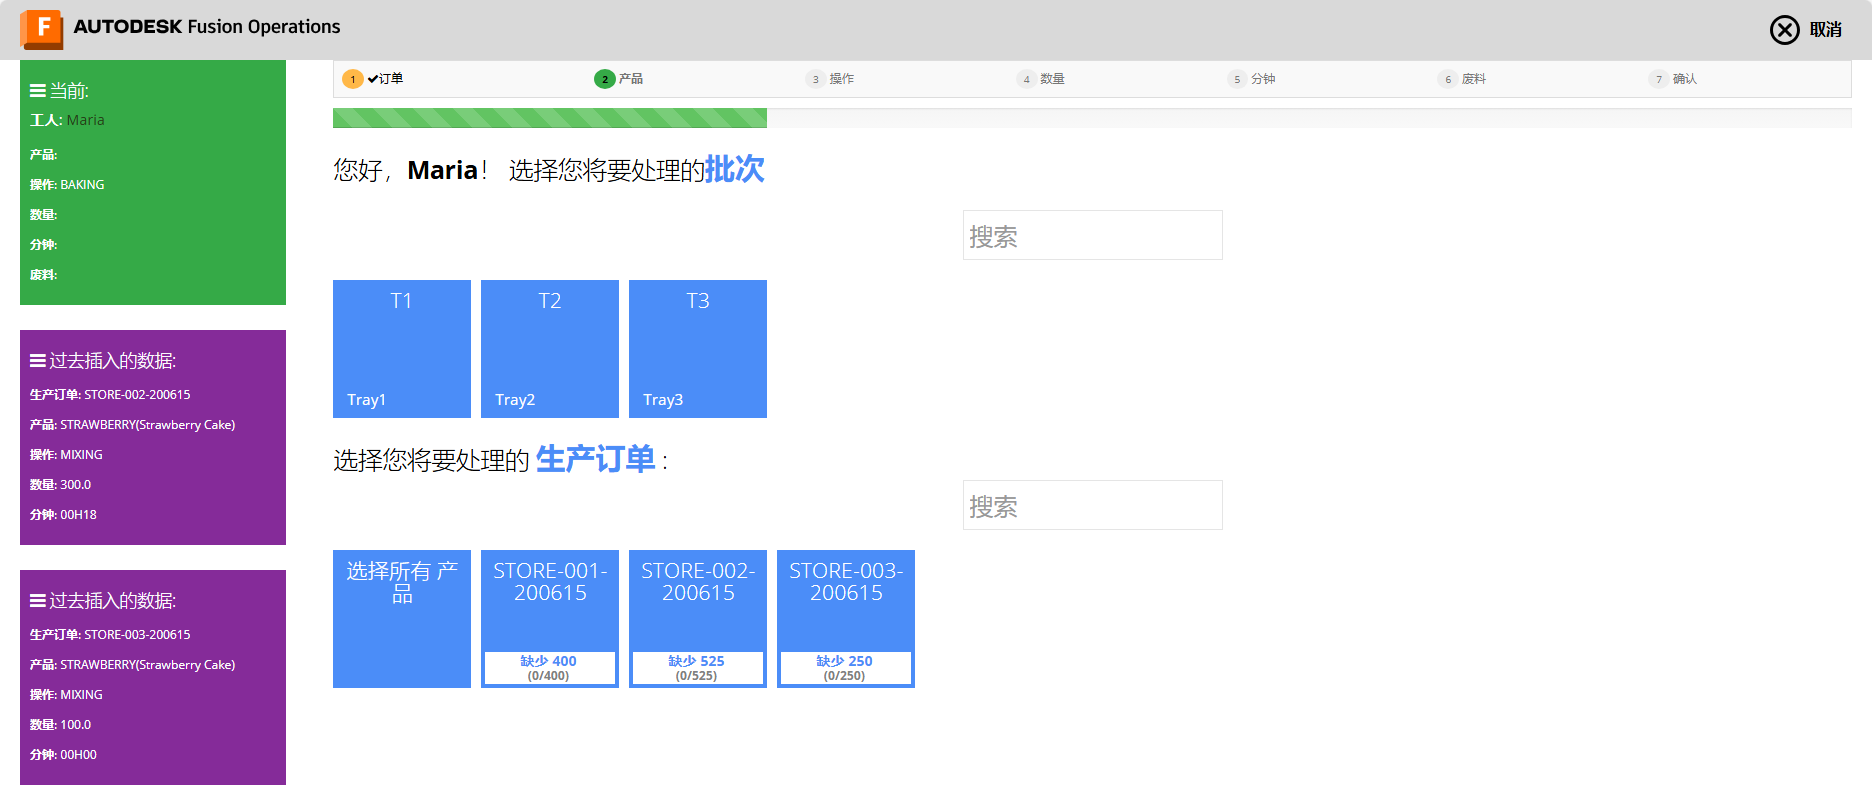 F AUTODESK Fusion Operations
取消
当前:
工人: Maria
产品:
操作: BAKING
数量:
分钟:
废料:
过去插入的数据:
生产订单: STORE-002-200615
产品: STRAWBERRY(Strawberry Cake)
操作: MIXING
数量: 300.0
分钟: 00H18
过去插入的数据:
生产订单: STORE-003-200615
产品: STRAWBERRY(Strawberry Cake)
操作: MIXING
数量: 100.0
分钟: 00H00
1 ✔订单
2 产品
3 操作
4 数量
5 分钟
6 废料
7 确认
您好，Maria！ 选择您将要处理的批次
搜索
T1
Tray1
T2
Tray2
T3
Tray3
选择您将要处理的 生产订单：
搜索
选择所有 产
品
STORE-001-
200615
缺少 400
(0/400)
STORE-002-
200615
缺少 525
(0/525)
STORE-003-
200615
缺少 250
(0/250)